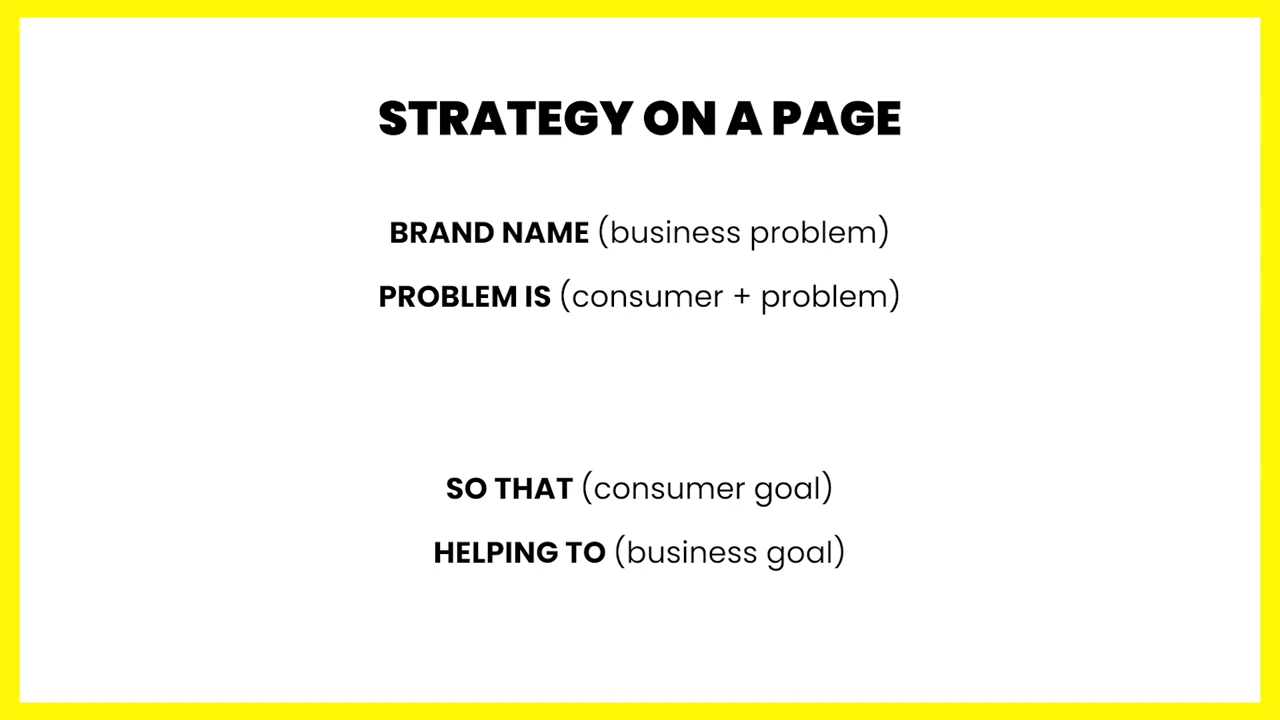 STRATEGY ON A PAGE
BRAND NAME (business problem)
PROBLEM IS (consumer + problem)
SO THAT (consumer goal)
HELPING TO (business goal)